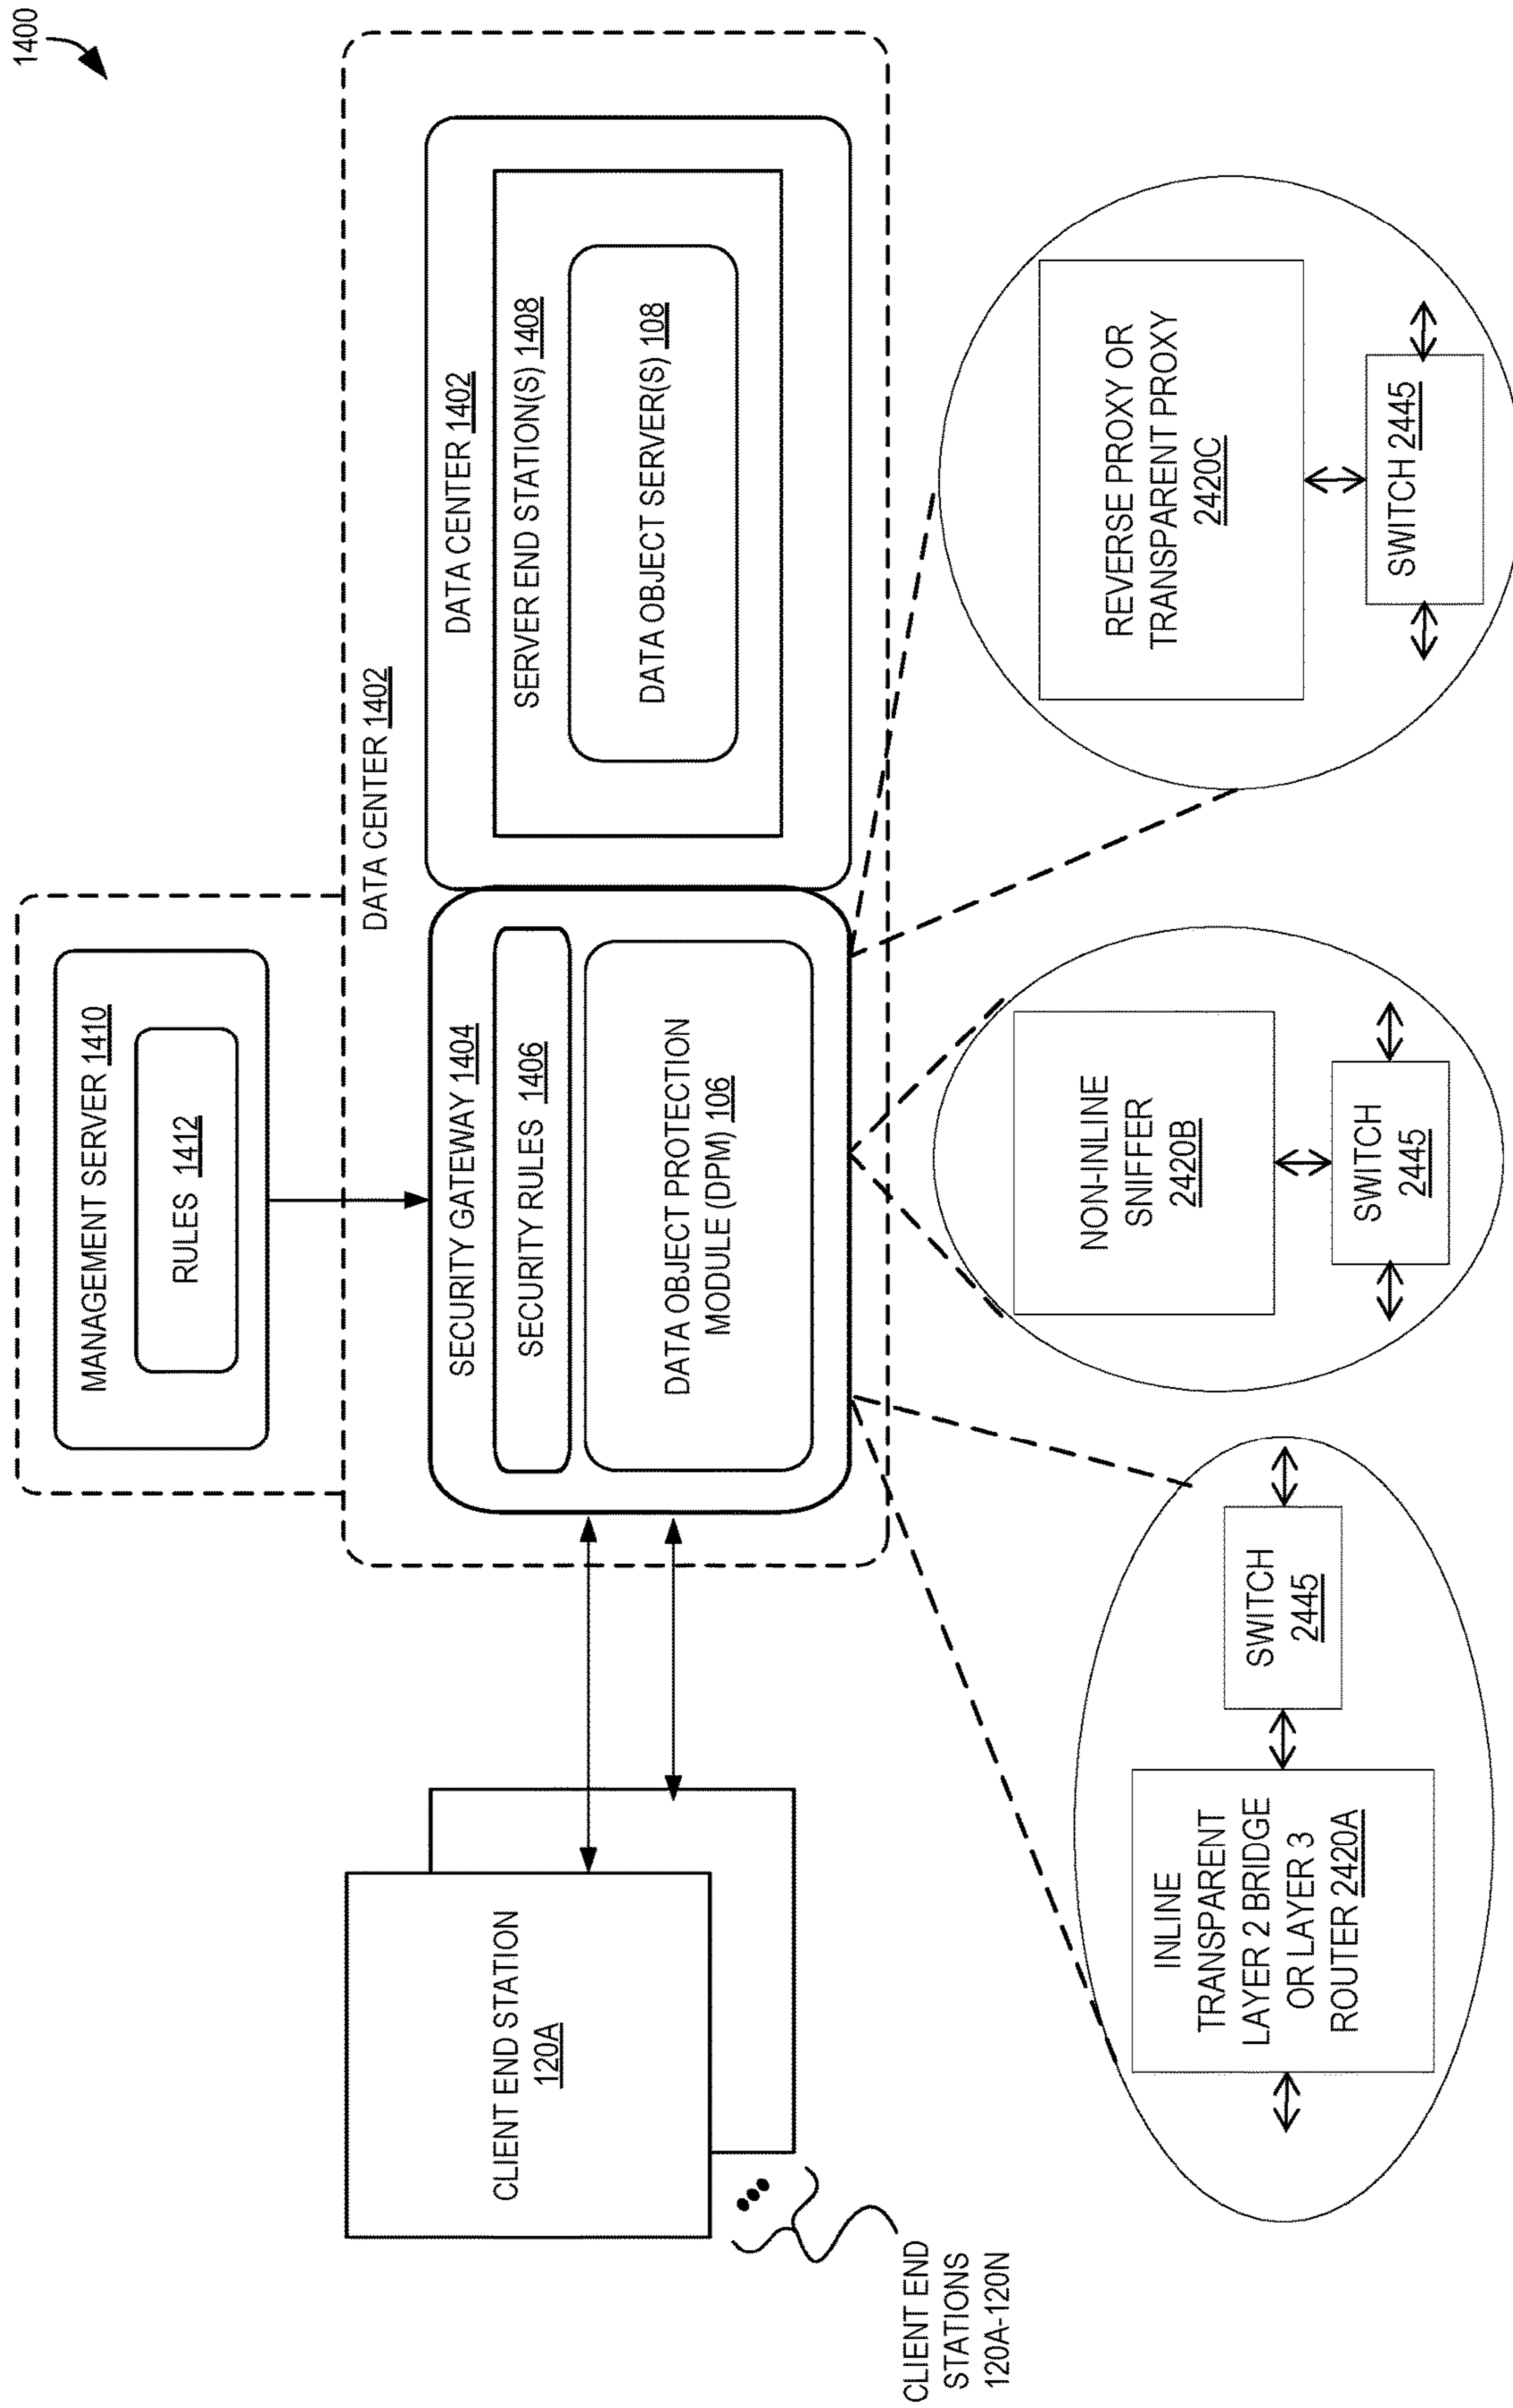 1400
MANAGEMENT SERVER 1410
RULES 1412
DATA CENTER 1402
SECURITY GATEWAY 1404
SECURITY RULES 1406
DATA OBJECT PROTECTION
MODULE (DPM) 106
DATA CENTER 1402
SERVER END STATION(S) 1408
DATA OBJECT SERVER(S) 108
CLIENT END STATION
120A
CLIENT END
STATIONS
120A-120N
INLINE
TRANSPARENT
LAYER 2 BRIDGE
OR LAYER 3
ROUTER 2420A
SWITCH
2445
NON-INLINE
SNIFFER
2420B
SWITCH
2445
REVERSE PROXY OR
TRANSPARENT PROXY
2420C
SWITCH 2445